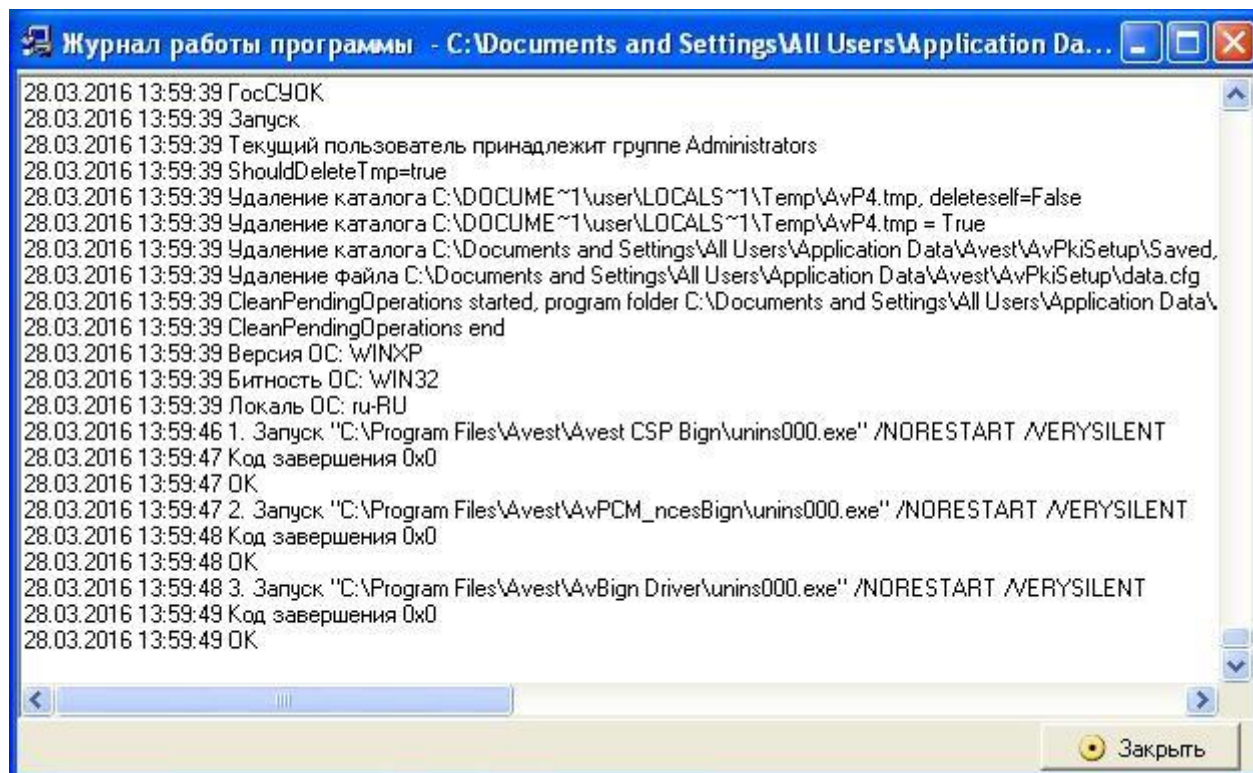 Журнал работы программы - C:\Documents and Settings\All Users\Application Da...
28.03.2016 13:59:39 ГосСУОК
28.03.2016 13:59:39 Запуск
28.03.2016 13:59:39 Текущий пользователь принадлежит группе Administrators
28.03.2016 13:59:39 ShouldDeleteTmp=true
28.03.2016 13:59:39 Удаление каталога C:\DOCUME~1\user\LOCALS~1\Temp\AvP4.tmp, deleteself=False
28.03.2016 13:59:39 Удаление каталога C:\DOCUME~1\user\LOCALS~1\Temp\AvP4.tmp = True
28.03.2016 13:59:39 Удаление каталога C:\Documents and Settings\All Users\Application Data\Avest\AvPkiSetup\Saved,
28.03.2016 13:59:39 Удаление файла C:\Documents and Settings\All Users\Application Data\Avest\AvPkiSetup\data.cfg
28.03.2016 13:59:39 CleanPendingOperations started, program folder C:\Documents and Settings\All Users\Application Data\
28.03.2016 13:59:39 CleanPendingOperations end
28.03.2016 13:59:39 Версия ОС: WINXP
28.03.2016 13:59:39 Битность ОС: WIN32
28.03.2016 13:59:39 Локаль ОС: ru-RU
28.03.2016 13:59:46 1. Запуск "C:\Program Files\Avest\Avest CSP Bign\unins000.exe" /NORESTART /VERYSILENT
28.03.2016 13:59:47 Код завершения 0x0
28.03.2016 13:59:47 OK
28.03.2016 13:59:47 2. Запуск "C:\Program Files\Avest\AvPCM_ncesBign\unins000.exe" /NORESTART /VERYSILENT
28.03.2016 13:59:48 Код завершения 0x0
28.03.2016 13:59:48 OK
28.03.2016 13:59:48 3. Запуск "C:\Program Files\Avest\AvBign Driver\unins000.exe" /NORESTART /VERYSILENT
28.03.2016 13:59:49 Код завершения 0x0
28.03.2016 13:59:49 OK
Закрыть